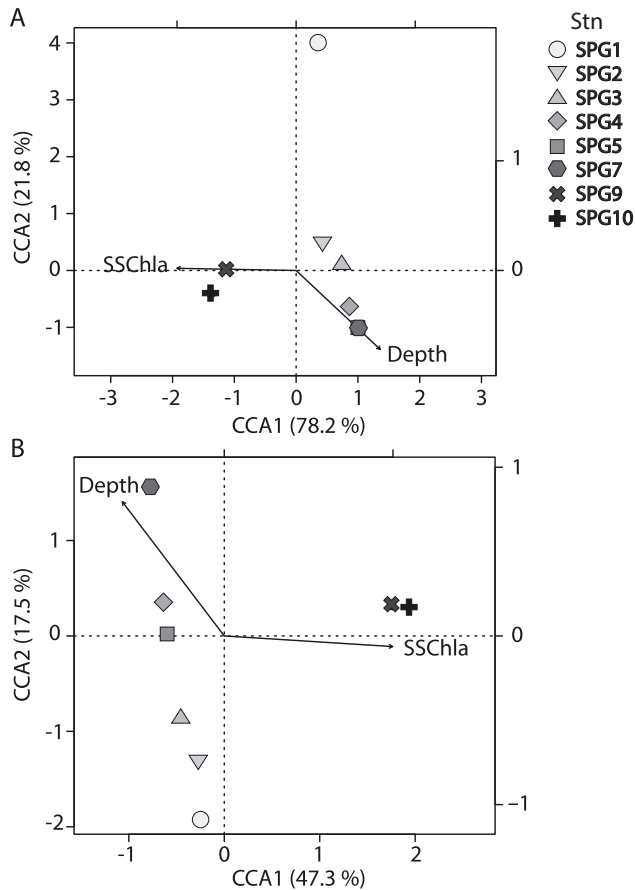 A
Stn
SPG1
SPG2
SPG3
SPG4
SPG5
SPG7
SPG9
SPG10
4
3
2
1
0
-1
1
0
CCA2 (21.8 %)
SSChla
Depth
-3 -2 -1 0 1 2 3
CCA1 (78.2 %)
B
1
0
-1
-2
1
0
-1
CCA2 (17.5 %)
Depth
SSChla
-1 0 1 2
CCA1 (47.3 %)